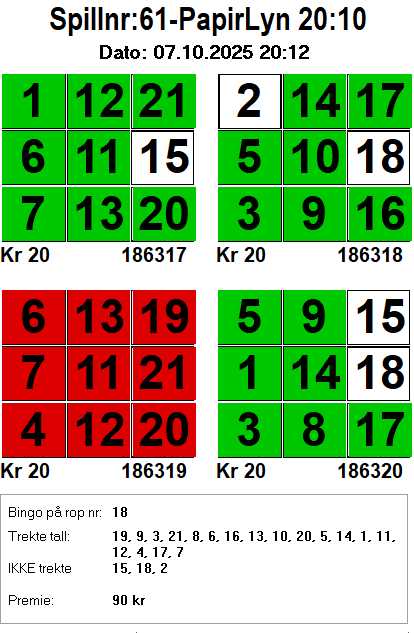 Spillnr:61-PapirLyn 20:10
Dato: 07.10.2025 20:12
1 12 21 2 14 17
6 11 15 5 10 18
7 13 20 3 9 16
Kr 20 186317 Kr 20 186318
6 13 19 5 9 15
7 11 21 1 14 18
4 12 20 3 8 17
Kr 20 186319 Kr 20 186320
Bingo på rop nr: 18
Trekte tall: 19, 9, 3, 21, 8, 6, 16, 13, 10, 20, 5, 14, 1, 11,
12, 4, 17, 7
IKKE trekte 15, 18, 2
Premie: 90 kr